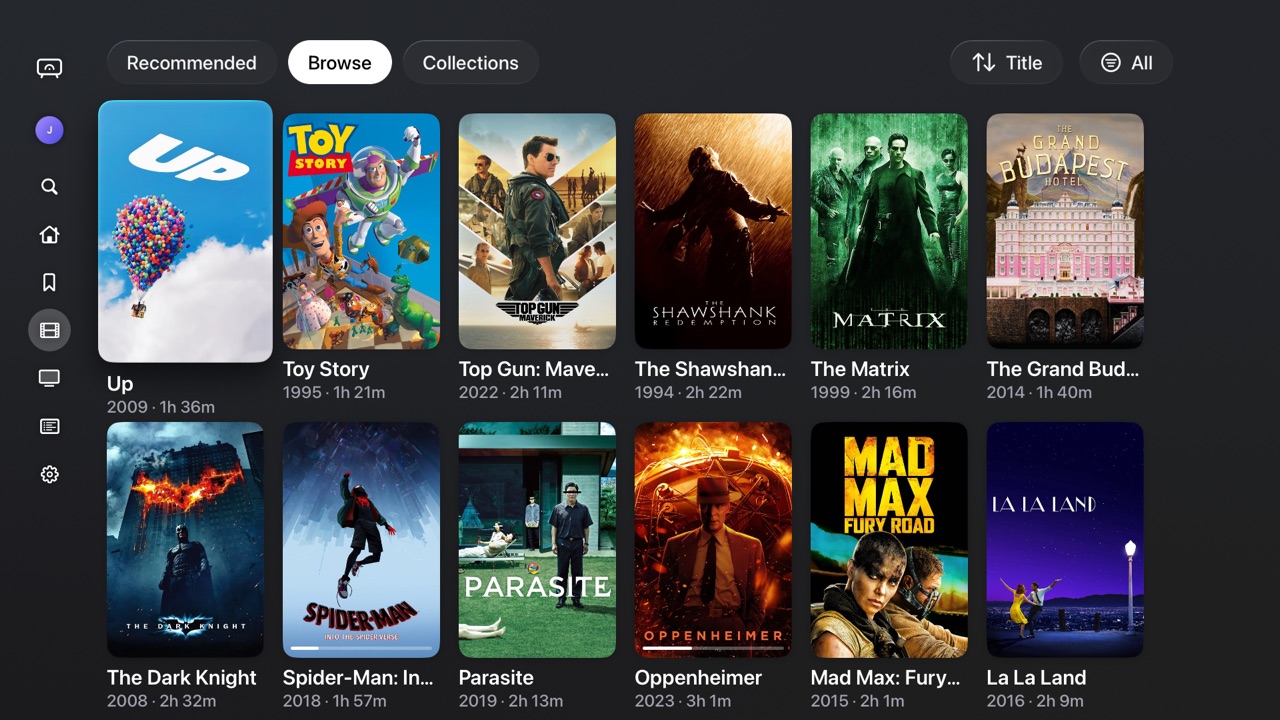 Recommended
Browse
Collections
Title
All
J
UP
TOY
STORY
TOP GUN
MAVERICK
THE
SHAWSHANK
REDEMPTION
THE
MATRIX
THE
GRAND
BUDAPEST
HOTEL
Up
2009 · 1h 36m
Toy Story
1995 · 1h 21m
Top Gun: Mave...
2022 · 2h 11m
The Shawshan...
1994 · 2h 22m
The Matrix
1999 · 2h 16m
The Grand Bud...
2014 · 1h 40m
THE DARK KNIGHT
SPIDER-MAN
INTO THE SPIDER-VERSE
PARASITE
OPPENHEIMER
MAD
MAX
FURY ROAD
LA LA LAND
The Dark Knight
2008 · 2h 32m
Spider-Man: In...
2018 · 1h 57m
Parasite
2019 · 2h 13m
Oppenheimer
2023 · 3h 1m
Mad Max: Fury...
2015 · 2h 1m
La La Land
2016 · 2h 9m